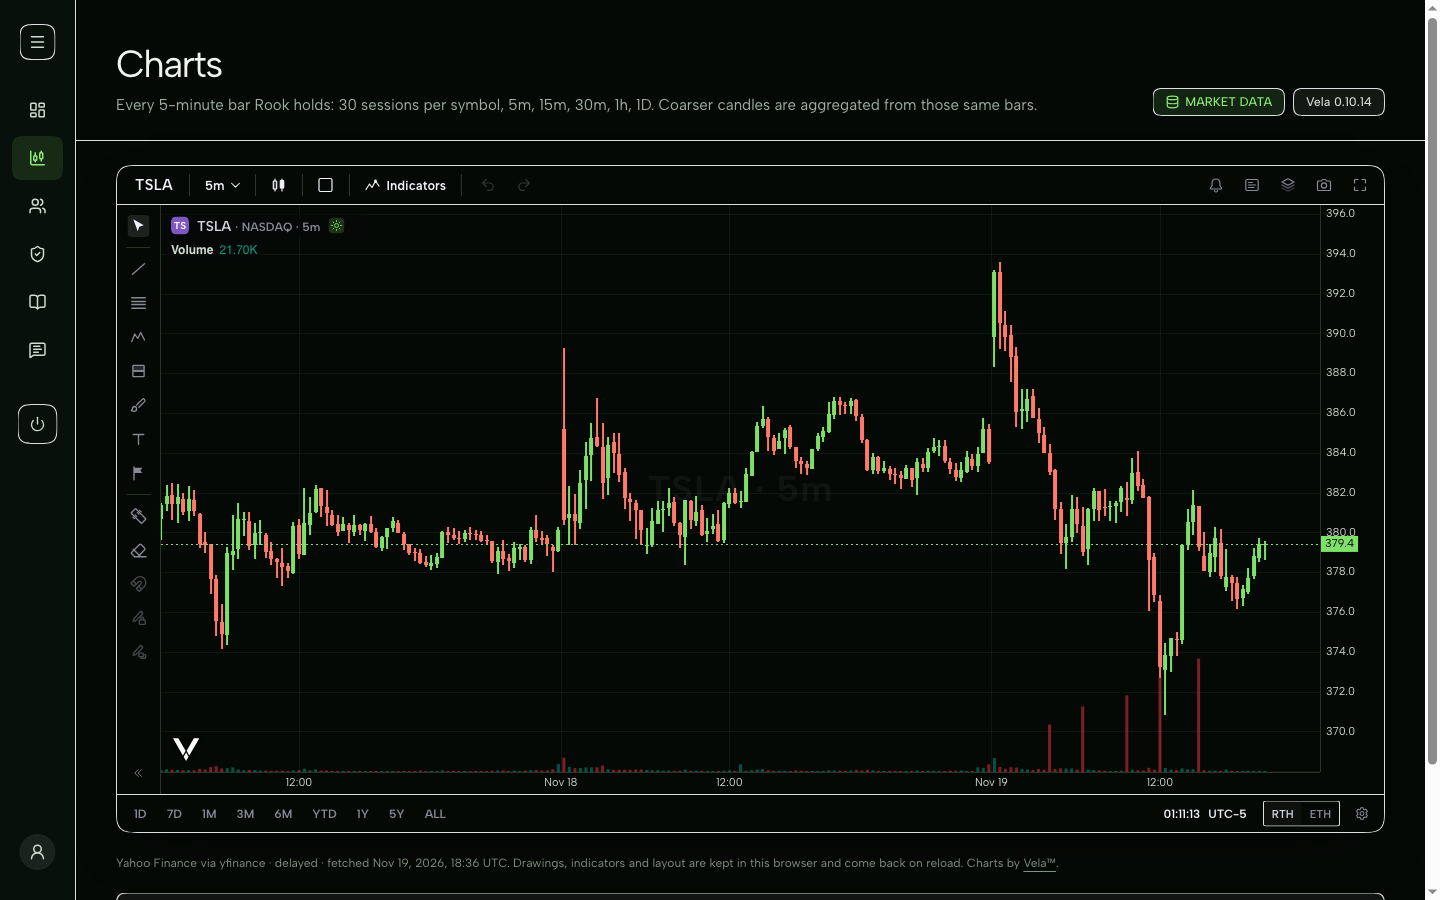 Charts
Every 5-minute bar Rook holds: 30 sessions per symbol, 5m, 15m, 30m, 1h, 1D. Coarser candles are aggregated from those same bars.
MARKET DATA
Vela 0.10.14
TSLA
5m
Indicators
TS
TSLA · NASDAQ · 5m
Volume 21.70K
TSLA · 5m
396.0
394.0
392.0
390.0
388.0
386.0
384.0
382.0
380.0
379.4
378.0
376.0
374.0
372.0
370.0
12:00
Nov 18
12:00
Nov 19
12:00
1D 7D 1M 3M 6M YTD 1Y 5Y ALL
01:11:13 UTC-5
RTH ETH
Yahoo Finance via yfinance · delayed · fetched Nov 19, 2026, 18:36 UTC. Drawings, indicators and layout are kept in this browser and come back on reload. Charts by Vela™.